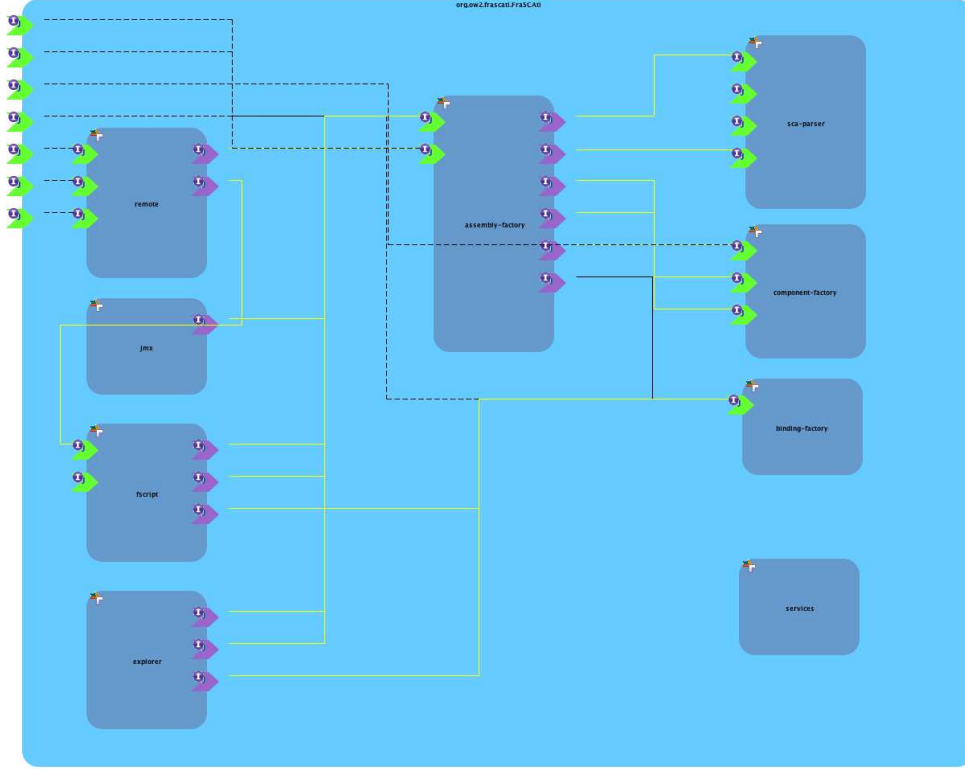 org.ow2.frascati.FraSCAti
sca-parser
remote
assembly-factory
component-factory
jmx
binding-factory
fscript
services
explorer